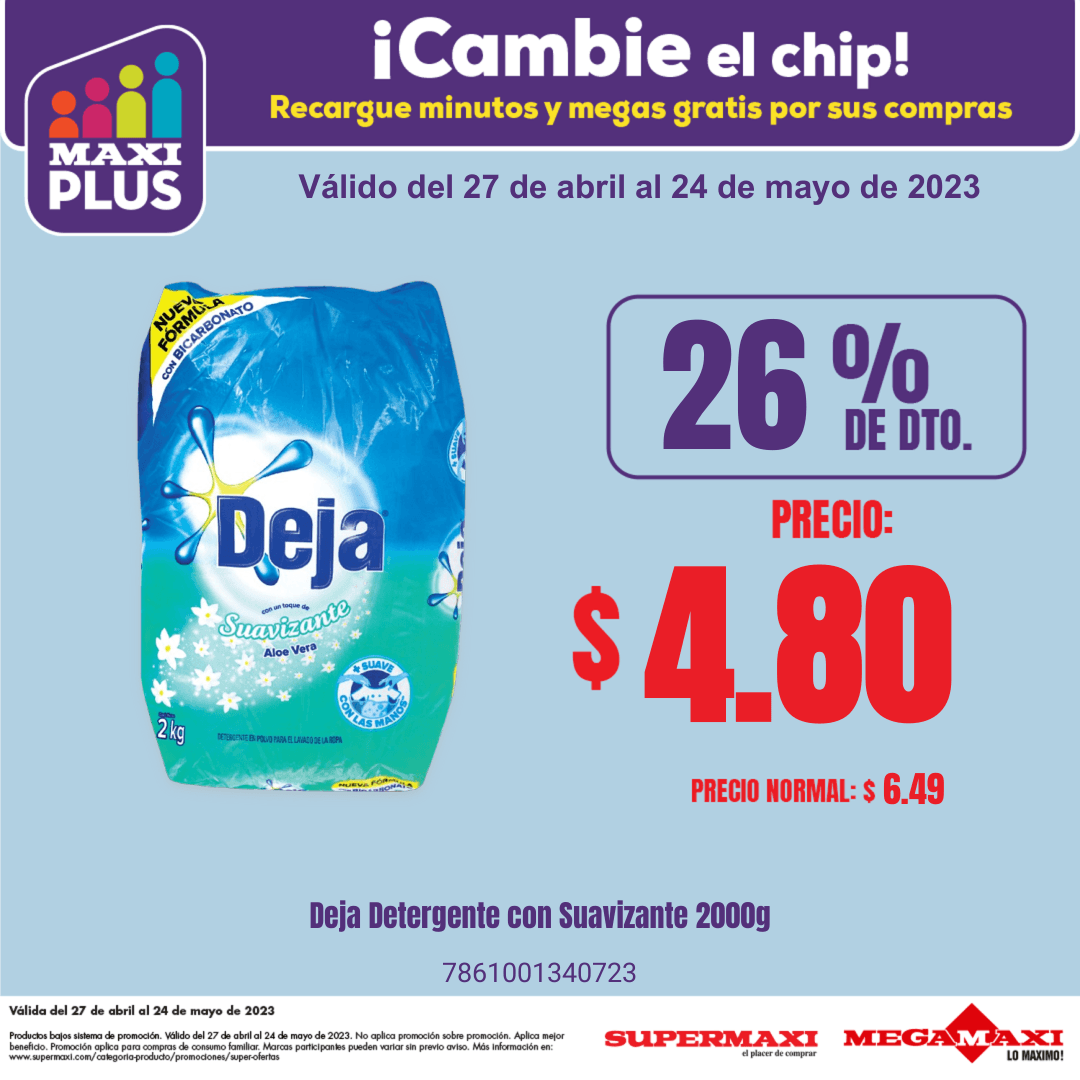 ¡Cambie el chip!
Recargue minutos y megas gratis por sus compras
MAXI
PLUS
Válido del 27 de abril al 24 de mayo de 2023
NUEVA
FÓRMULA
CON BICARBONATO
Deja
con un toque de
Suavizante
Aloe Vera
+ SUAVE
CON LAS MANOS
2 kg
DETERGENTE EN POLVO PARA EL LAVADO DE LA ROPA
NUEVA FÓRMULA
26 %
DE DTO.
PRECIO:
$ 4.80
PRECIO NORMAL: $ 6.49
Deja Detergente con Suavizante 2000g
7861001340723
Válida del 27 de abril al 24 de mayo de 2023
Productos bajos sistema de promoción. Válido del 27 de abril al 24 de mayo de 2023. No aplica promoción sobre promoción. Aplica mejor
beneficio. Promoción aplica para compras de consumo familiar. Marcas participantes pueden variar sin previo aviso. Más información en:
www.supermaxi.com/categoria-producto/promociones/super-ofertas
SUPERMAXI
el placer de comprar
MEGAMAXI
LO MAXIMO!